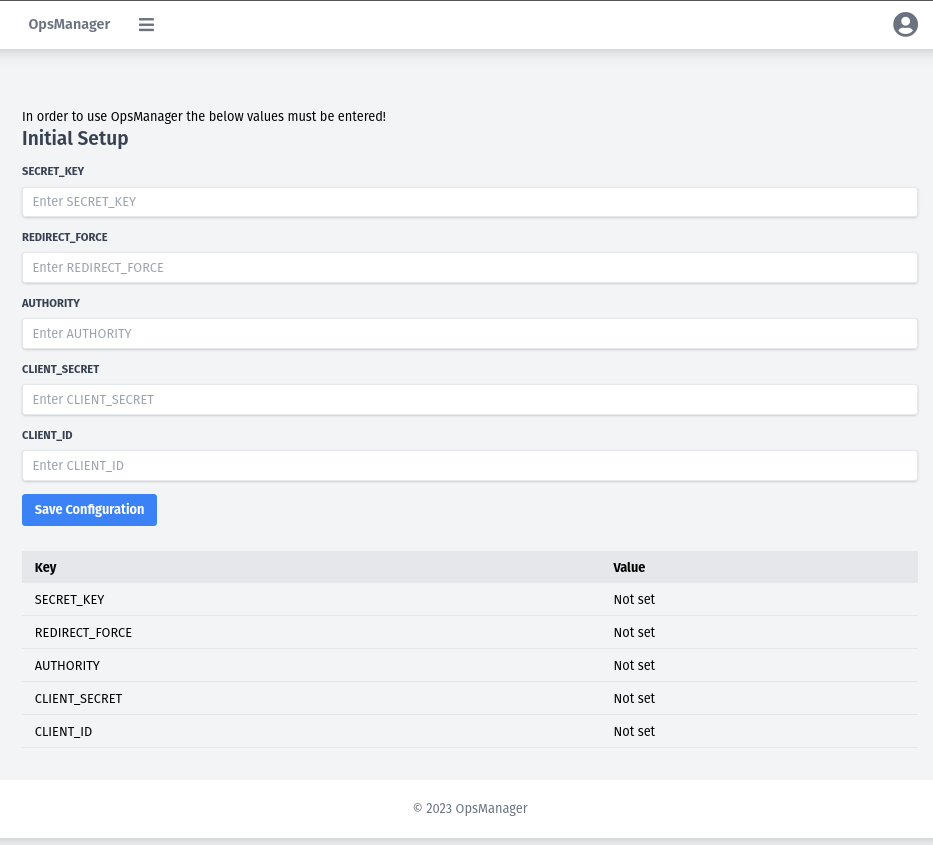 OpsManager
In order to use OpsManager the below values must be entered!
Initial Setup
SECRET_KEY
Enter SECRET_KEY
REDIRECT_FORCE
Enter REDIRECT_FORCE
AUTHORITY
Enter AUTHORITY
CLIENT_SECRET
Enter CLIENT_SECRET
CLIENT_ID
Enter CLIENT_ID
Save Configuration
Key Value
SECRET_KEY Not set
REDIRECT_FORCE Not set
AUTHORITY Not set
CLIENT_SECRET Not set
CLIENT_ID Not set
© 2023 OpsManager